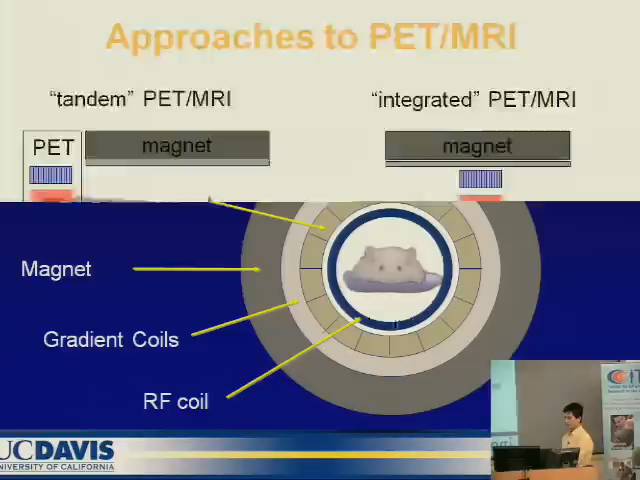 Approaches to PET/MRI
"tandem" PET/MRI
"integrated" PET/MRI
PET
magnet
magnet
Magnet
Gradient Coils
RF coil
UCDAVIS
UNIVERSITY OF CALIFORNIA